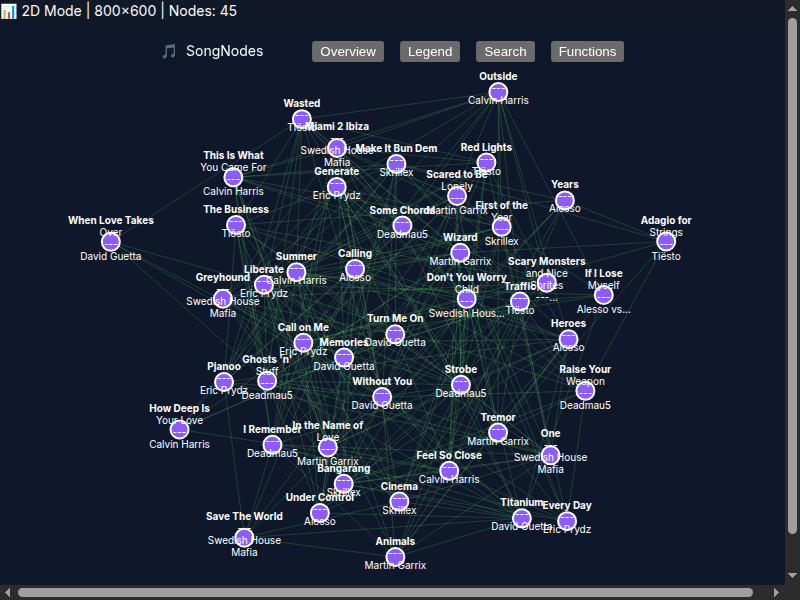 📊 2D Mode | 800×600 | Nodes: 45
🎵 SongNodes
Overview
Legend
Search
Functions
Outside
Calvin Harris
Wasted
Tiësto
Miami 2 Ibiza
Swedish House
Mafia
Make It Bun Dem
Skrillex
Red Lights
Tiësto
This Is What
You Came For
Calvin Harris
Generate
Eric Prydz
Scared to Be
Lonely
Martin Garrix
Years
Alesso
The Business
Tiësto
Some Chords
Deadmau5
First of the
Year
Skrillex
When Love Takes
Over
David Guetta
Adagio for
Strings
Tiësto
Wizard
Martin Garrix
Summer
Calvin Harris
Calling
Alesso
Liberate
Eric Prydz
Greyhound
Swedish House
Mafia
Don't You Worry
Child
Swedish Hous...
Traffic
Tiësto
Scary Monsters
and Nice
Sprites
---...
If I Lose
Myself
Alesso vs...
Turn Me On
David Guetta
Call on Me
Eric Prydz
Memories
David Guetta
Heroes
Alesso
Pjanoo
Eric Prydz
Ghosts 'n'
Stuff
Deadmau5
Without You
David Guetta
Strobe
Deadmau5
Raise Your
Weapon
Deadmau5
How Deep Is
Your Love
Calvin Harris
I Remember
Deadmau5
In the Name of
Love
Martin Garrix
Tremor
Martin Garrix
One
Swedish House
Mafia
Feel So Close
Calvin Harris
Bangarang
Skrillex
Cinema
Skrillex
Under Control
Alesso
Titanium
David Guetta
Every Day
Eric Prydz
Save The World
Swedish House
Mafia
Animals
Martin Garrix